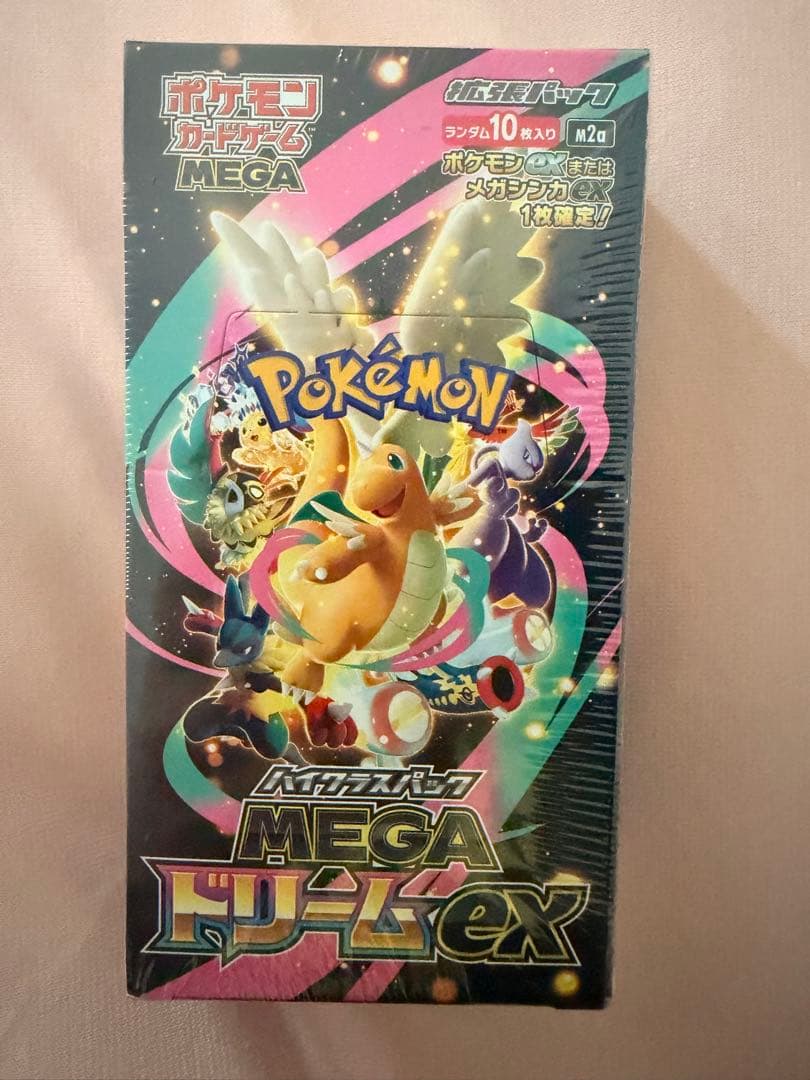 ポケモン
カードゲーム™
MEGA
拡張パック
ランダム10枚入り M2a
ポケモンexまたは
メガシンカex
1枚確定!
POKéMON
ハイクラスパック
MEGA
ドリームex